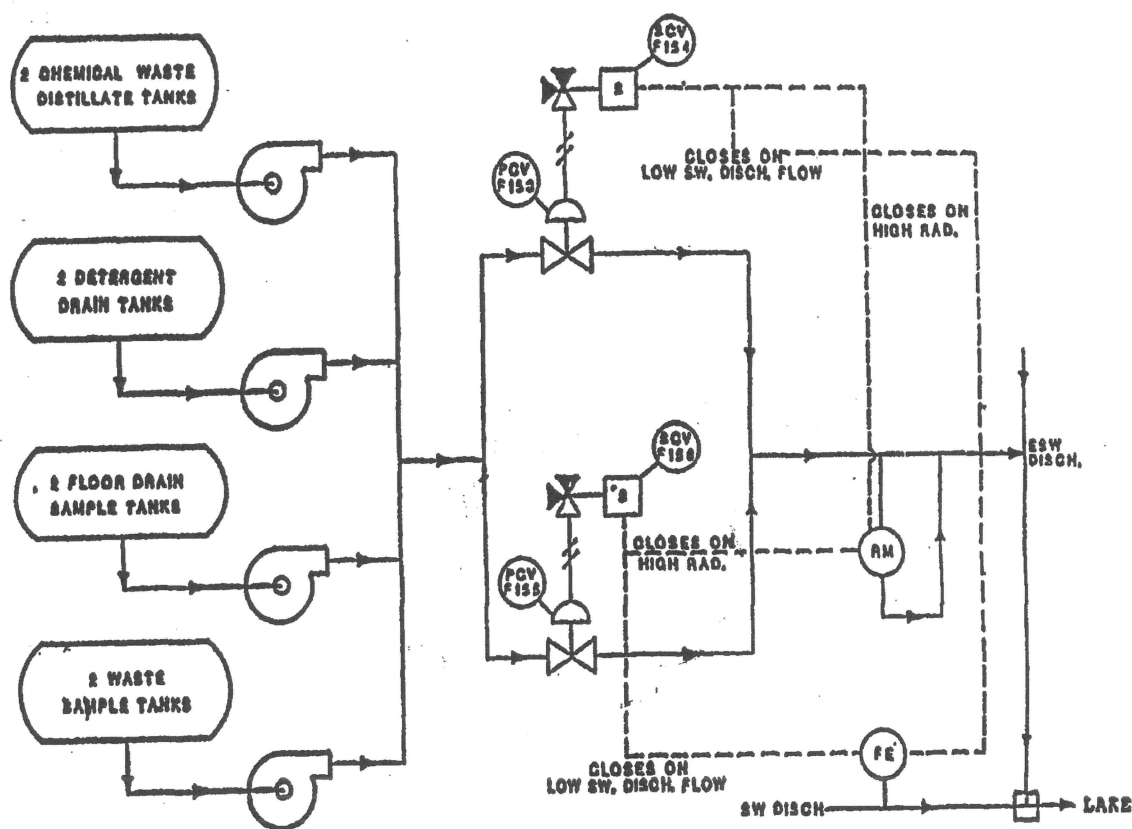 2 CHEMICAL WASTE
DISTILLATE TANKS
SCV
F154
S
PCV
F153
CLOSES ON
LOW SW. DISCH. FLOW
CLOSES ON
HIGH RAD.
2 DETERGENT
DRAIN TANKS
2 FLOOR DRAIN
SAMPLE TANKS
SCV
F156
S
ESW
DISCH.
CLOSES ON
HIGH RAD.
RM
PCV
F155
2 WASTE
SAMPLE TANKS
FE
CLOSES ON
LOW SW. DISCH. FLOW
SW DISCH
LAKE